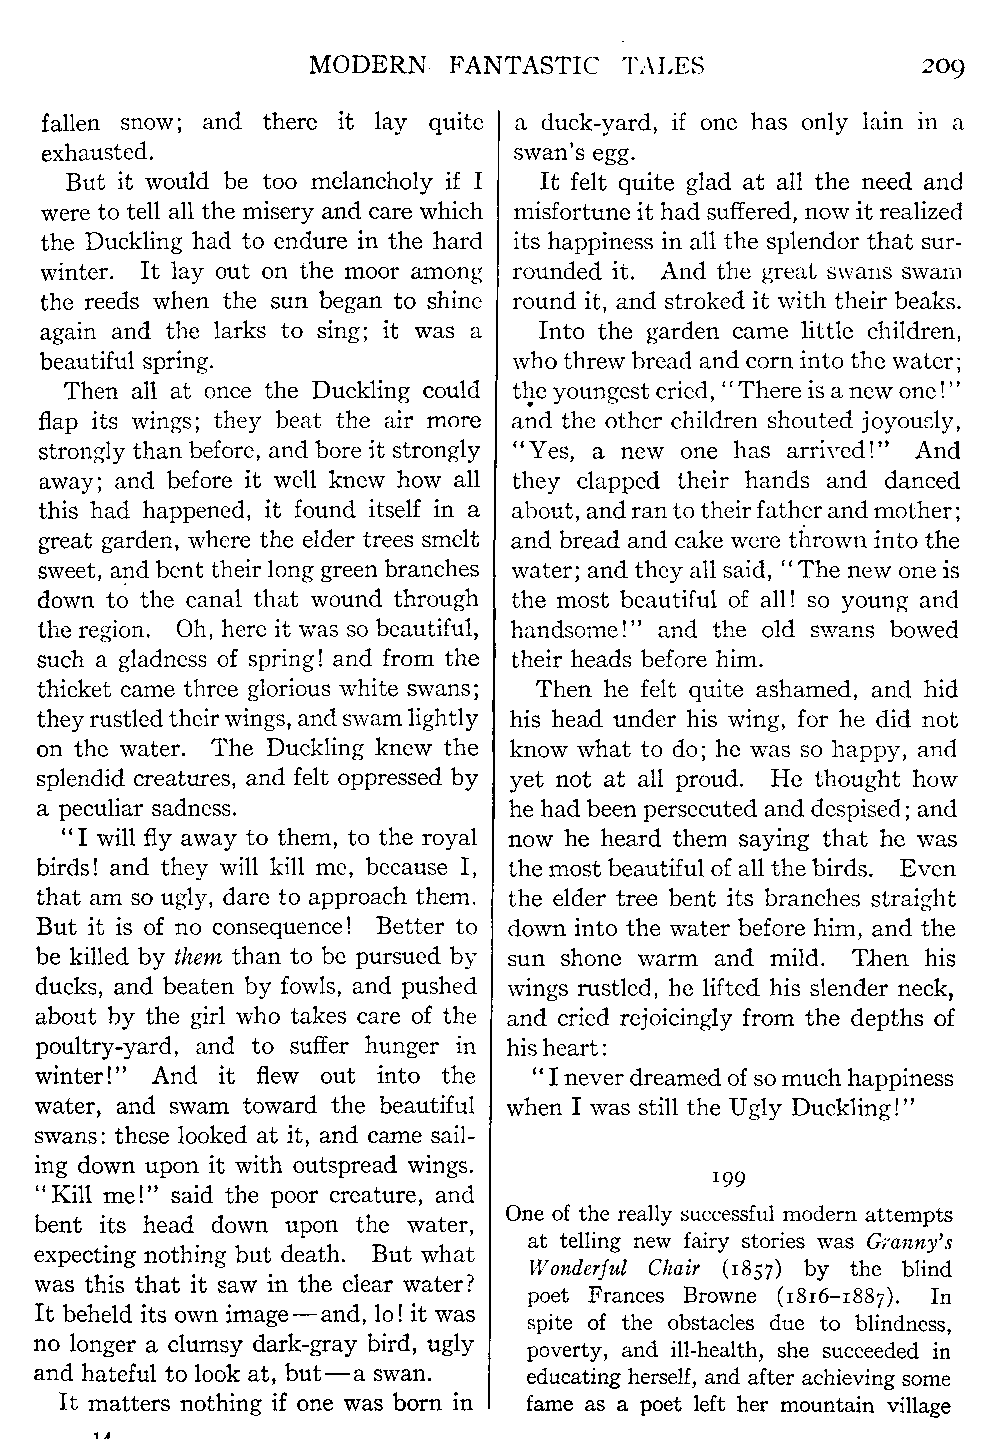 MODERN FANTASTIC TALES 209
fallen snow; and there it lay quite
exhausted.
But it would be too melancholy if I
were to tell all the misery and care which
the Duckling had to endure in the hard
winter. It lay out on the moor among
the reeds when the sun began to shine
again and the larks to sing; it was a
beautiful spring.
Then all at once the Duckling could
flap its wings; they beat the air more
strongly than before, and bore it strongly
away; and before it well knew how all
this had happened, it found itself in a
great garden, where the elder trees smelt
sweet, and bent their long green branches
down to the canal that wound through
the region. Oh, here it was so beautiful,
such a gladness of spring! and from the
thicket came three glorious white swans;
they rustled their wings, and swam lightly
on the water. The Duckling knew the
splendid creatures, and felt oppressed by
a peculiar sadness.
"I will fly away to them, to the royal
birds! and they will kill me, because I,
that am so ugly, dare to approach them.
But it is of no consequence! Better to
be killed by them than to be pursued by
ducks, and beaten by fowls, and pushed
about by the girl who takes care of the
poultry-yard, and to suffer hunger in
winter!" And it flew out into the
water, and swam toward the beautiful
swans: these looked at it, and came sail-
ing down upon it with outspread wings.
"Kill me!" said the poor creature, and
bent its head down upon the water,
expecting nothing but death. But what
was this that it saw in the clear water?
It beheld its own image—and, lo! it was
no longer a clumsy dark-gray bird, ugly
and hateful to look at, but—a swan.
It matters nothing if one was born in
14
a duck-yard, if one has only lain in a
swan's egg.
It felt quite glad at all the need and
misfortune it had suffered, now it realized
its happiness in all the splendor that sur-
rounded it. And the great swans swam
round it, and stroked it with their beaks.
Into the garden came little children,
who threw bread and corn into the water;
the youngest cried, "There is a new one!"
and the other children shouted joyously,
"Yes, a new one has arrived!" And
they clapped their hands and danced
about, and ran to their father and mother;
and bread and cake were thrown into the
water; and they all said, "The new one is
the most beautiful of all! so young and
handsome!" and the old swans bowed
their heads before him.
Then he felt quite ashamed, and hid
his head under his wing, for he did not
know what to do; he was so happy, and
yet not at all proud. He thought how
he had been persecuted and despised; and
now he heard them saying that he was
the most beautiful of all the birds. Even
the elder tree bent its branches straight
down into the water before him, and the
sun shone warm and mild. Then his
wings rustled, he lifted his slender neck,
and cried rejoicingly from the depths of
his heart:
"I never dreamed of so much happiness
when I was still the Ugly Duckling!"
199
One of the really successful modern attempts
at telling new fairy stories was Granny's
Wonderful Chair (1857) by the blind
poet Frances Browne (1816–1887). In
spite of the obstacles due to blindness,
poverty, and ill-health, she succeeded in
educating herself, and after achieving some
fame as a poet left her mountain village